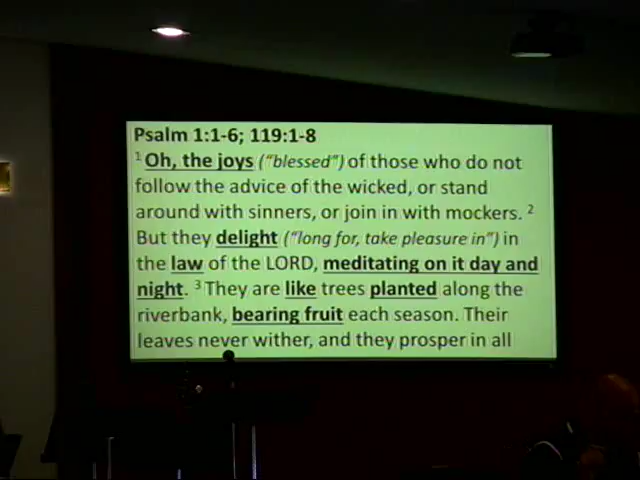 Psalm 1:1-6; 119:1-8
1 Oh, the joys ("blessed") of those who do not
follow the advice of the wicked, or stand
around with sinners, or join in with mockers. 2
But they delight ("long for, take pleasure in") in
the law of the LORD, meditating on it day and
night. 3 They are like trees planted along the
riverbank, bearing fruit each season. Their
leaves never wither, and they prosper in all